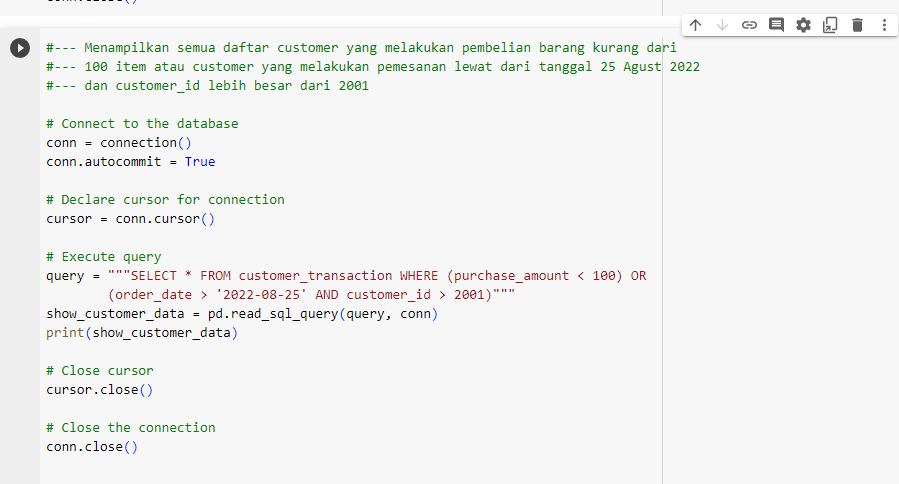 #--- Menampilkan semua daftar customer yang melakukan pembelian barang kurang dari
#--- 100 item atau customer yang melakukan pemesanan lewat dari tanggal 25 Agust 2022
#--- dan customer_id lebih besar dari 2001
# Connect to the database
conn = connection()
conn.autocommit = True
# Declare cursor for connection
cursor = conn.cursor()
# Execute query
query = """SELECT * FROM customer_transaction WHERE (purchase_amount < 100) OR
(order_date > '2022-08-25' AND customer_id > 2001)"""
show_customer_data = pd.read_sql_query(query, conn)
print(show_customer_data)
# Close cursor
cursor.close()
# Close the connection
conn.close()